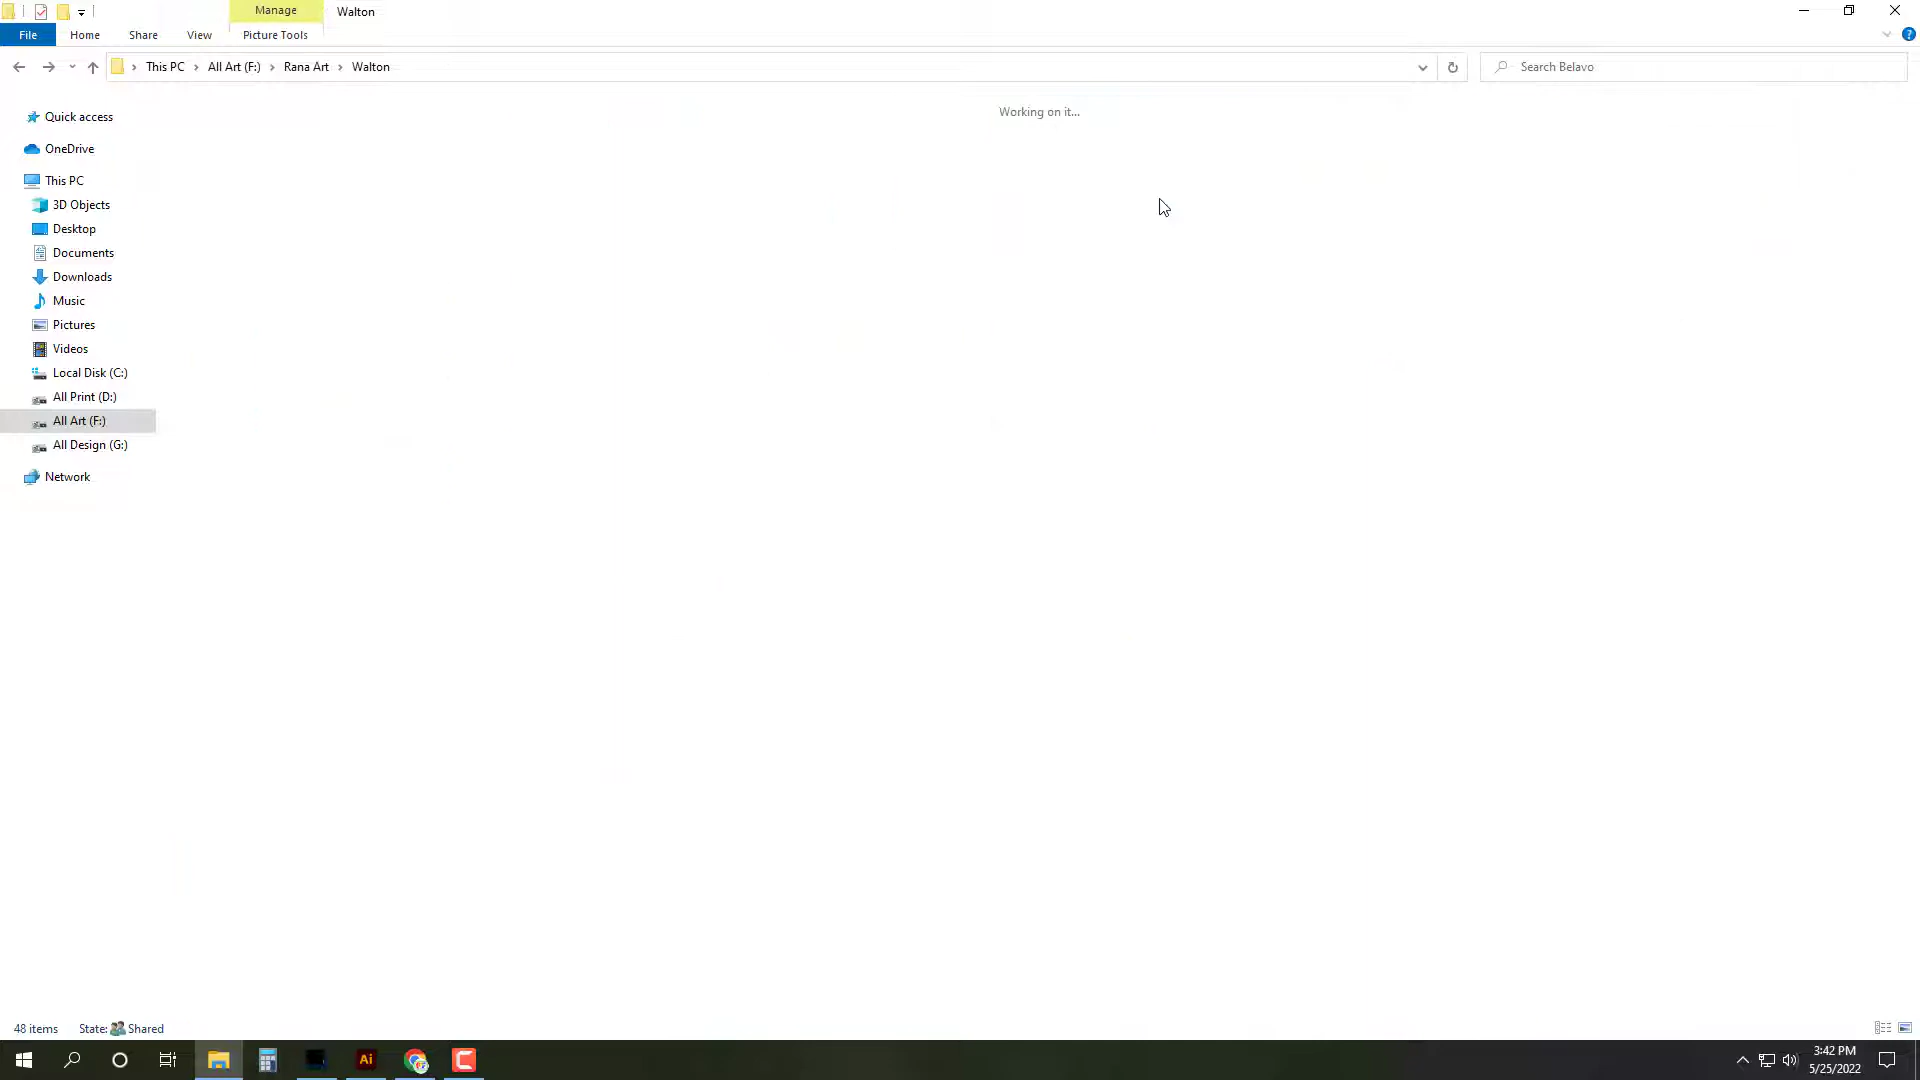 Manage
Walton
File
Home
Share
View
Picture Tools
This PC
All Art (F:)
Rana Art
Walton
Search Belavo
Working on it...
Quick access
OneDrive
This PC
3D Objects
Desktop
Documents
Downloads
Music
Pictures
Videos
Local Disk (C:)
All Print (D:)
All Art (F:)
All Design (G:)
Network
48 items
State: Shared
Ai
3:42 PM
5/25/2022